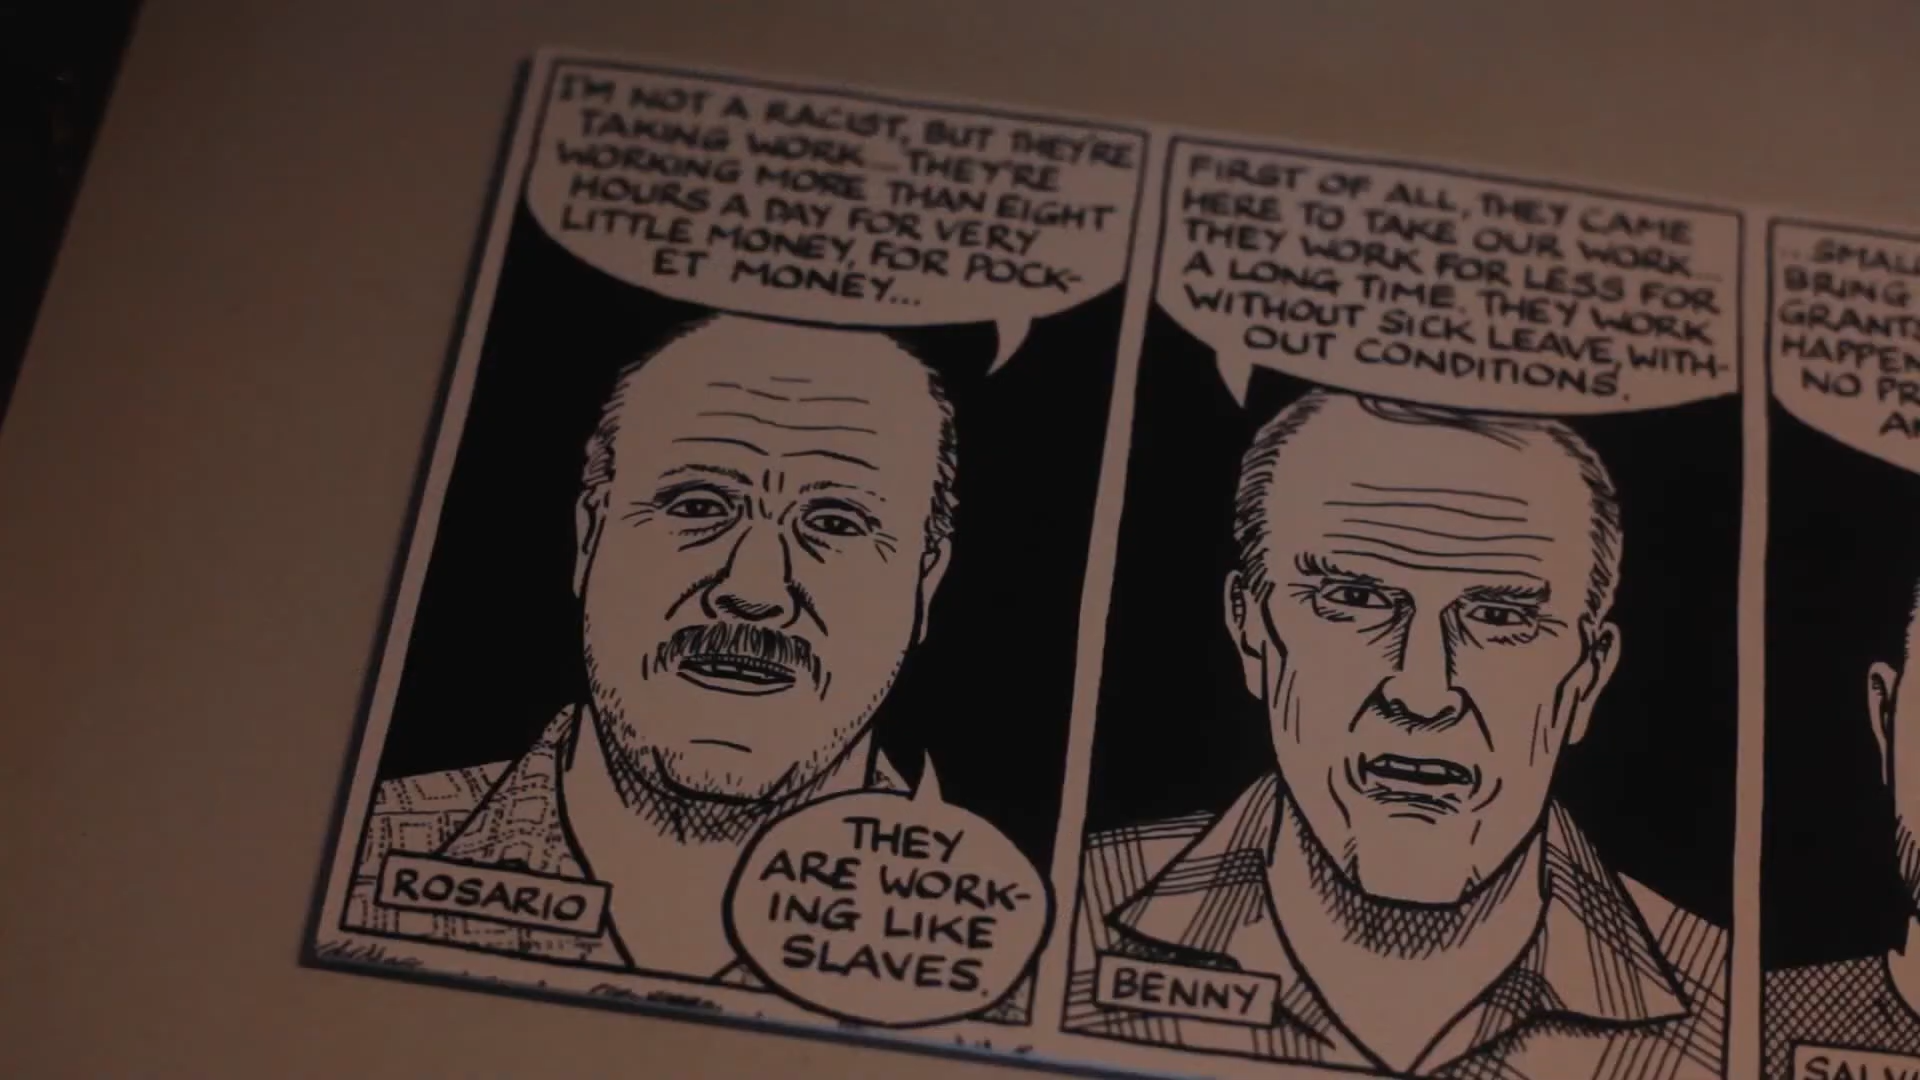 I'M NOT A RACIST, BUT THEY'RE
TAKING WORK... THEY'RE
WORKING MORE THAN EIGHT
HOURS A DAY FOR VERY
LITTLE MONEY, FOR POCK-
ET MONEY...
THEY
ARE WORK-
ING LIKE
SLAVES.
ROSARIO
FIRST OF ALL, THEY CAME
HERE TO TAKE OUR WORK...
THEY WORK FOR LESS FOR
A LONG TIME. THEY WORK
WITHOUT SICK LEAVE, WITH-
OUT CONDITIONS.
BENNY
...SMALL
BRING
GRANTS
HAPPEN
NO PR
AN
SALV